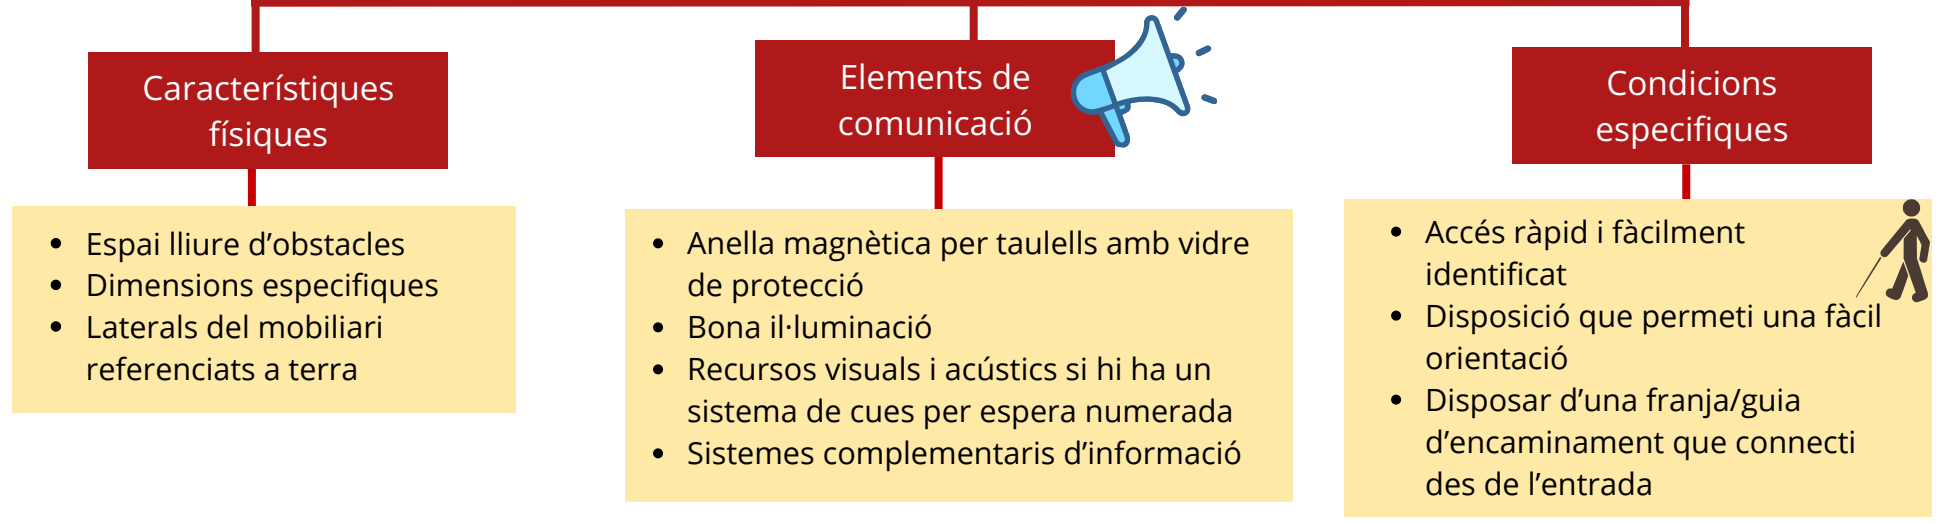 Característiques
físiques
Espai lliure d’obstacles
Dimensions especifiques
Laterals del mobiliari
referenciats a terra
Elements de
comunicació
Anella magnètica per taulells amb vidre
de protecció
Bona il·luminació
Recursos visuals i acústics si hi ha un
sistema de cues per espera numerada
Sistemes complementaris d’informació
Condicions
especifiques
Accés ràpid i fàcilment
identificat
Disposició que permeti una fàcil
orientació
Disposar d’una franja/guia
d’encaminament que connecti
des de l’entrada